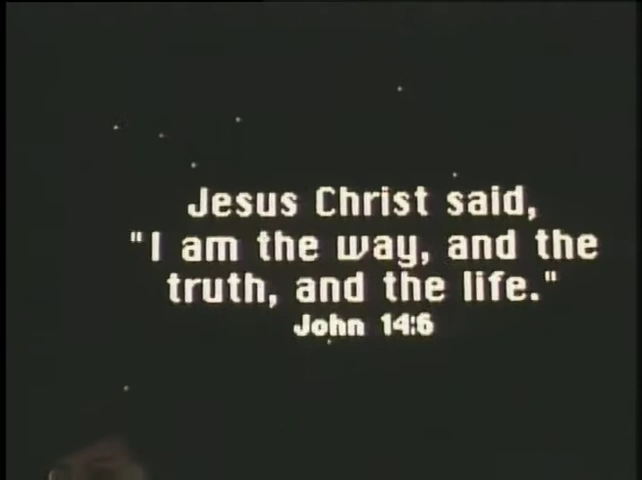 Jesus Christ said,
"I am the way, and the
truth, and the life."
John 14:6